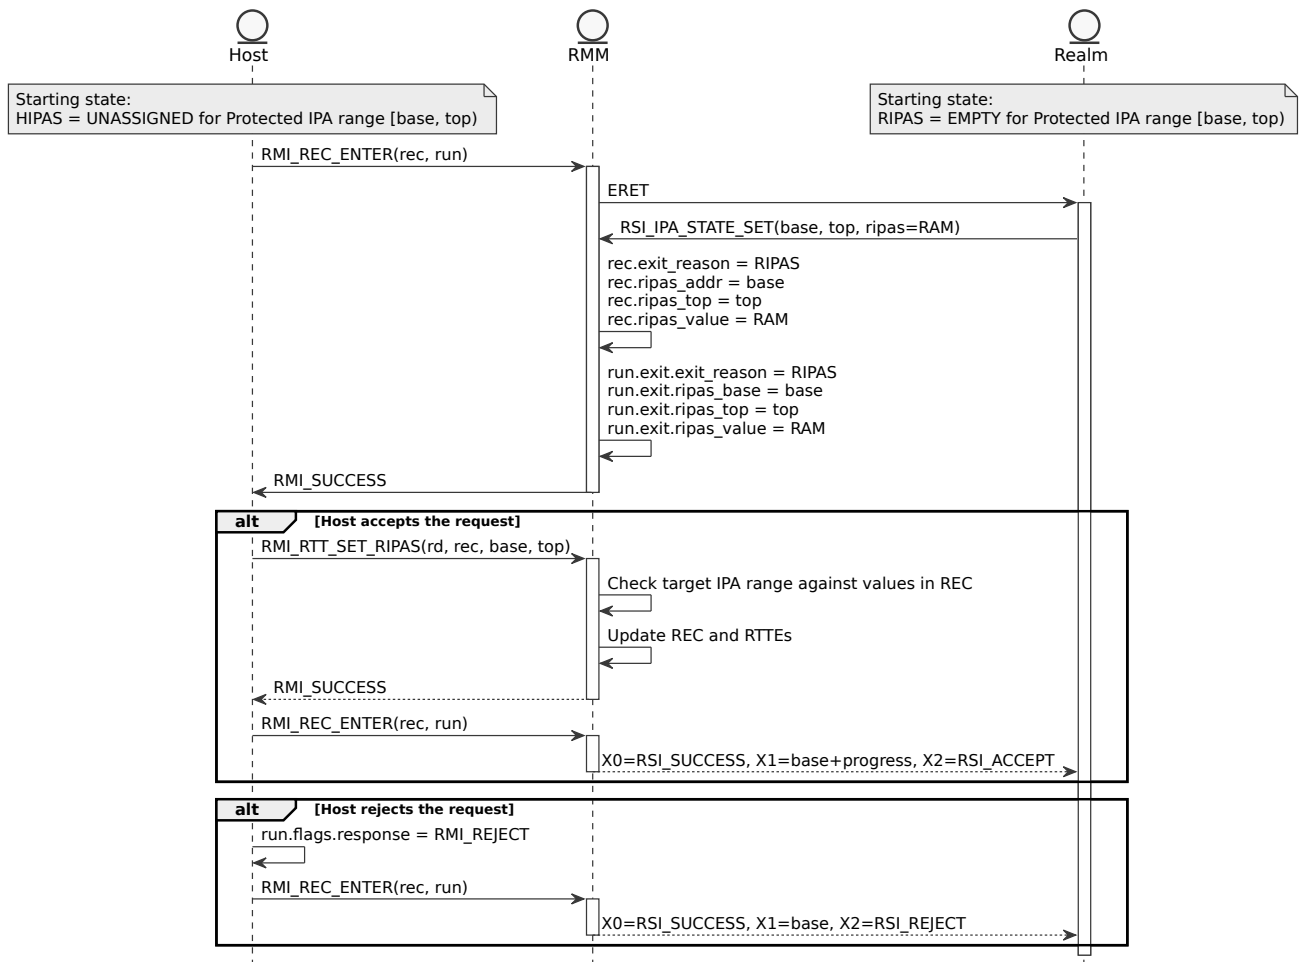 Host
RMM
Realm
Starting state:
HIPAS = UNASSIGNED for Protected IPA range [base, top)
Starting state:
RIPAS = EMPTY for Protected IPA range [base, top)
RMI_REC_ENTER(rec, run)
ERET
RSI_IPA_STATE_SET(base, top, ripas=RAM)
rec.exit_reason = RIPAS
rec.ripas_addr = base
rec.ripas_top = top
rec.ripas_value = RAM
run.exit.exit_reason = RIPAS
run.exit.ripas_base = base
run.exit.ripas_top = top
run.exit.ripas_value = RAM
RMI_SUCCESS
alt [Host accepts the request]
RMI_RTT_SET_RIPAS(rd, rec, base, top)
Check target IPA range against values in REC
Update REC and RTTEs
RMI_SUCCESS
RMI_REC_ENTER(rec, run)
X0=RSI_SUCCESS, X1=base+progress, X2=RSI_ACCEPT
alt [Host rejects the request]
run.flags.response = RMI_REJECT
RMI_REC_ENTER(rec, run)
X0=RSI_SUCCESS, X1=base, X2=RSI_REJECT